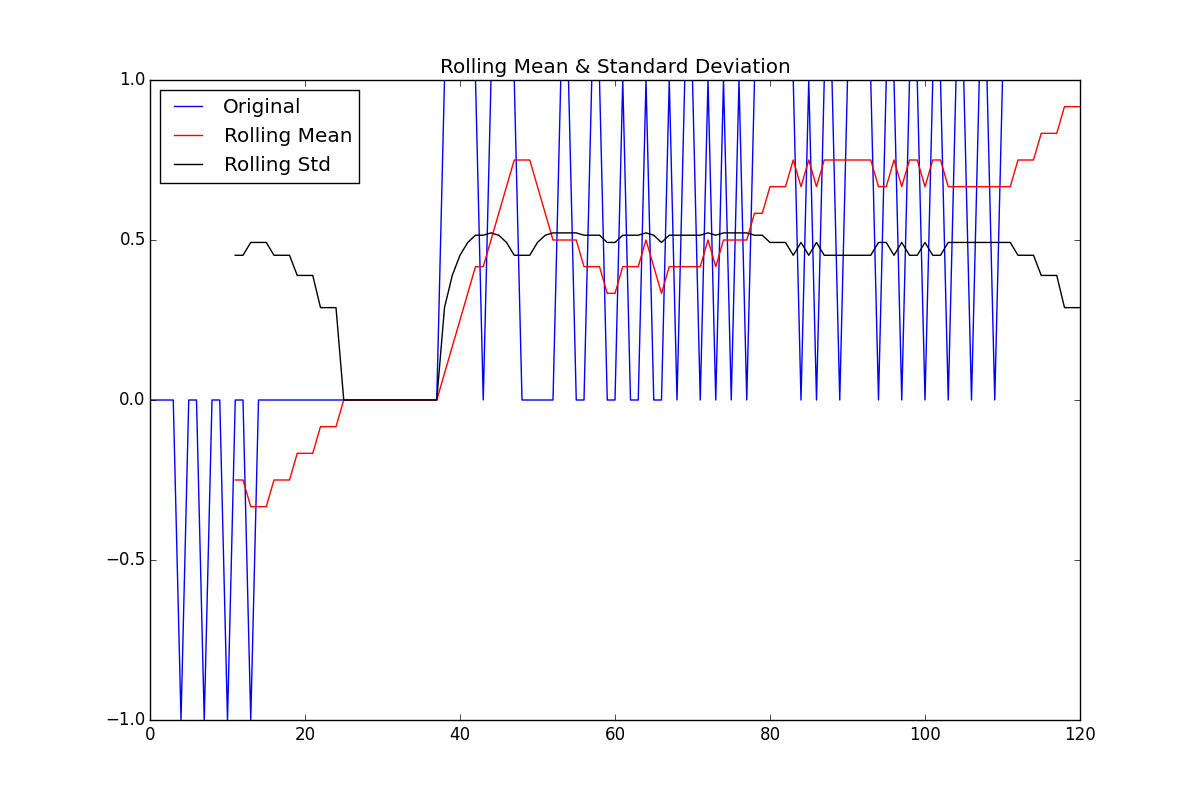 Rolling Mean & Standard Deviation
1.0
Original
Rolling Mean
Rolling Std
0.5
0.0
−0.5
−1.0
0 20 40 60 80 100 120